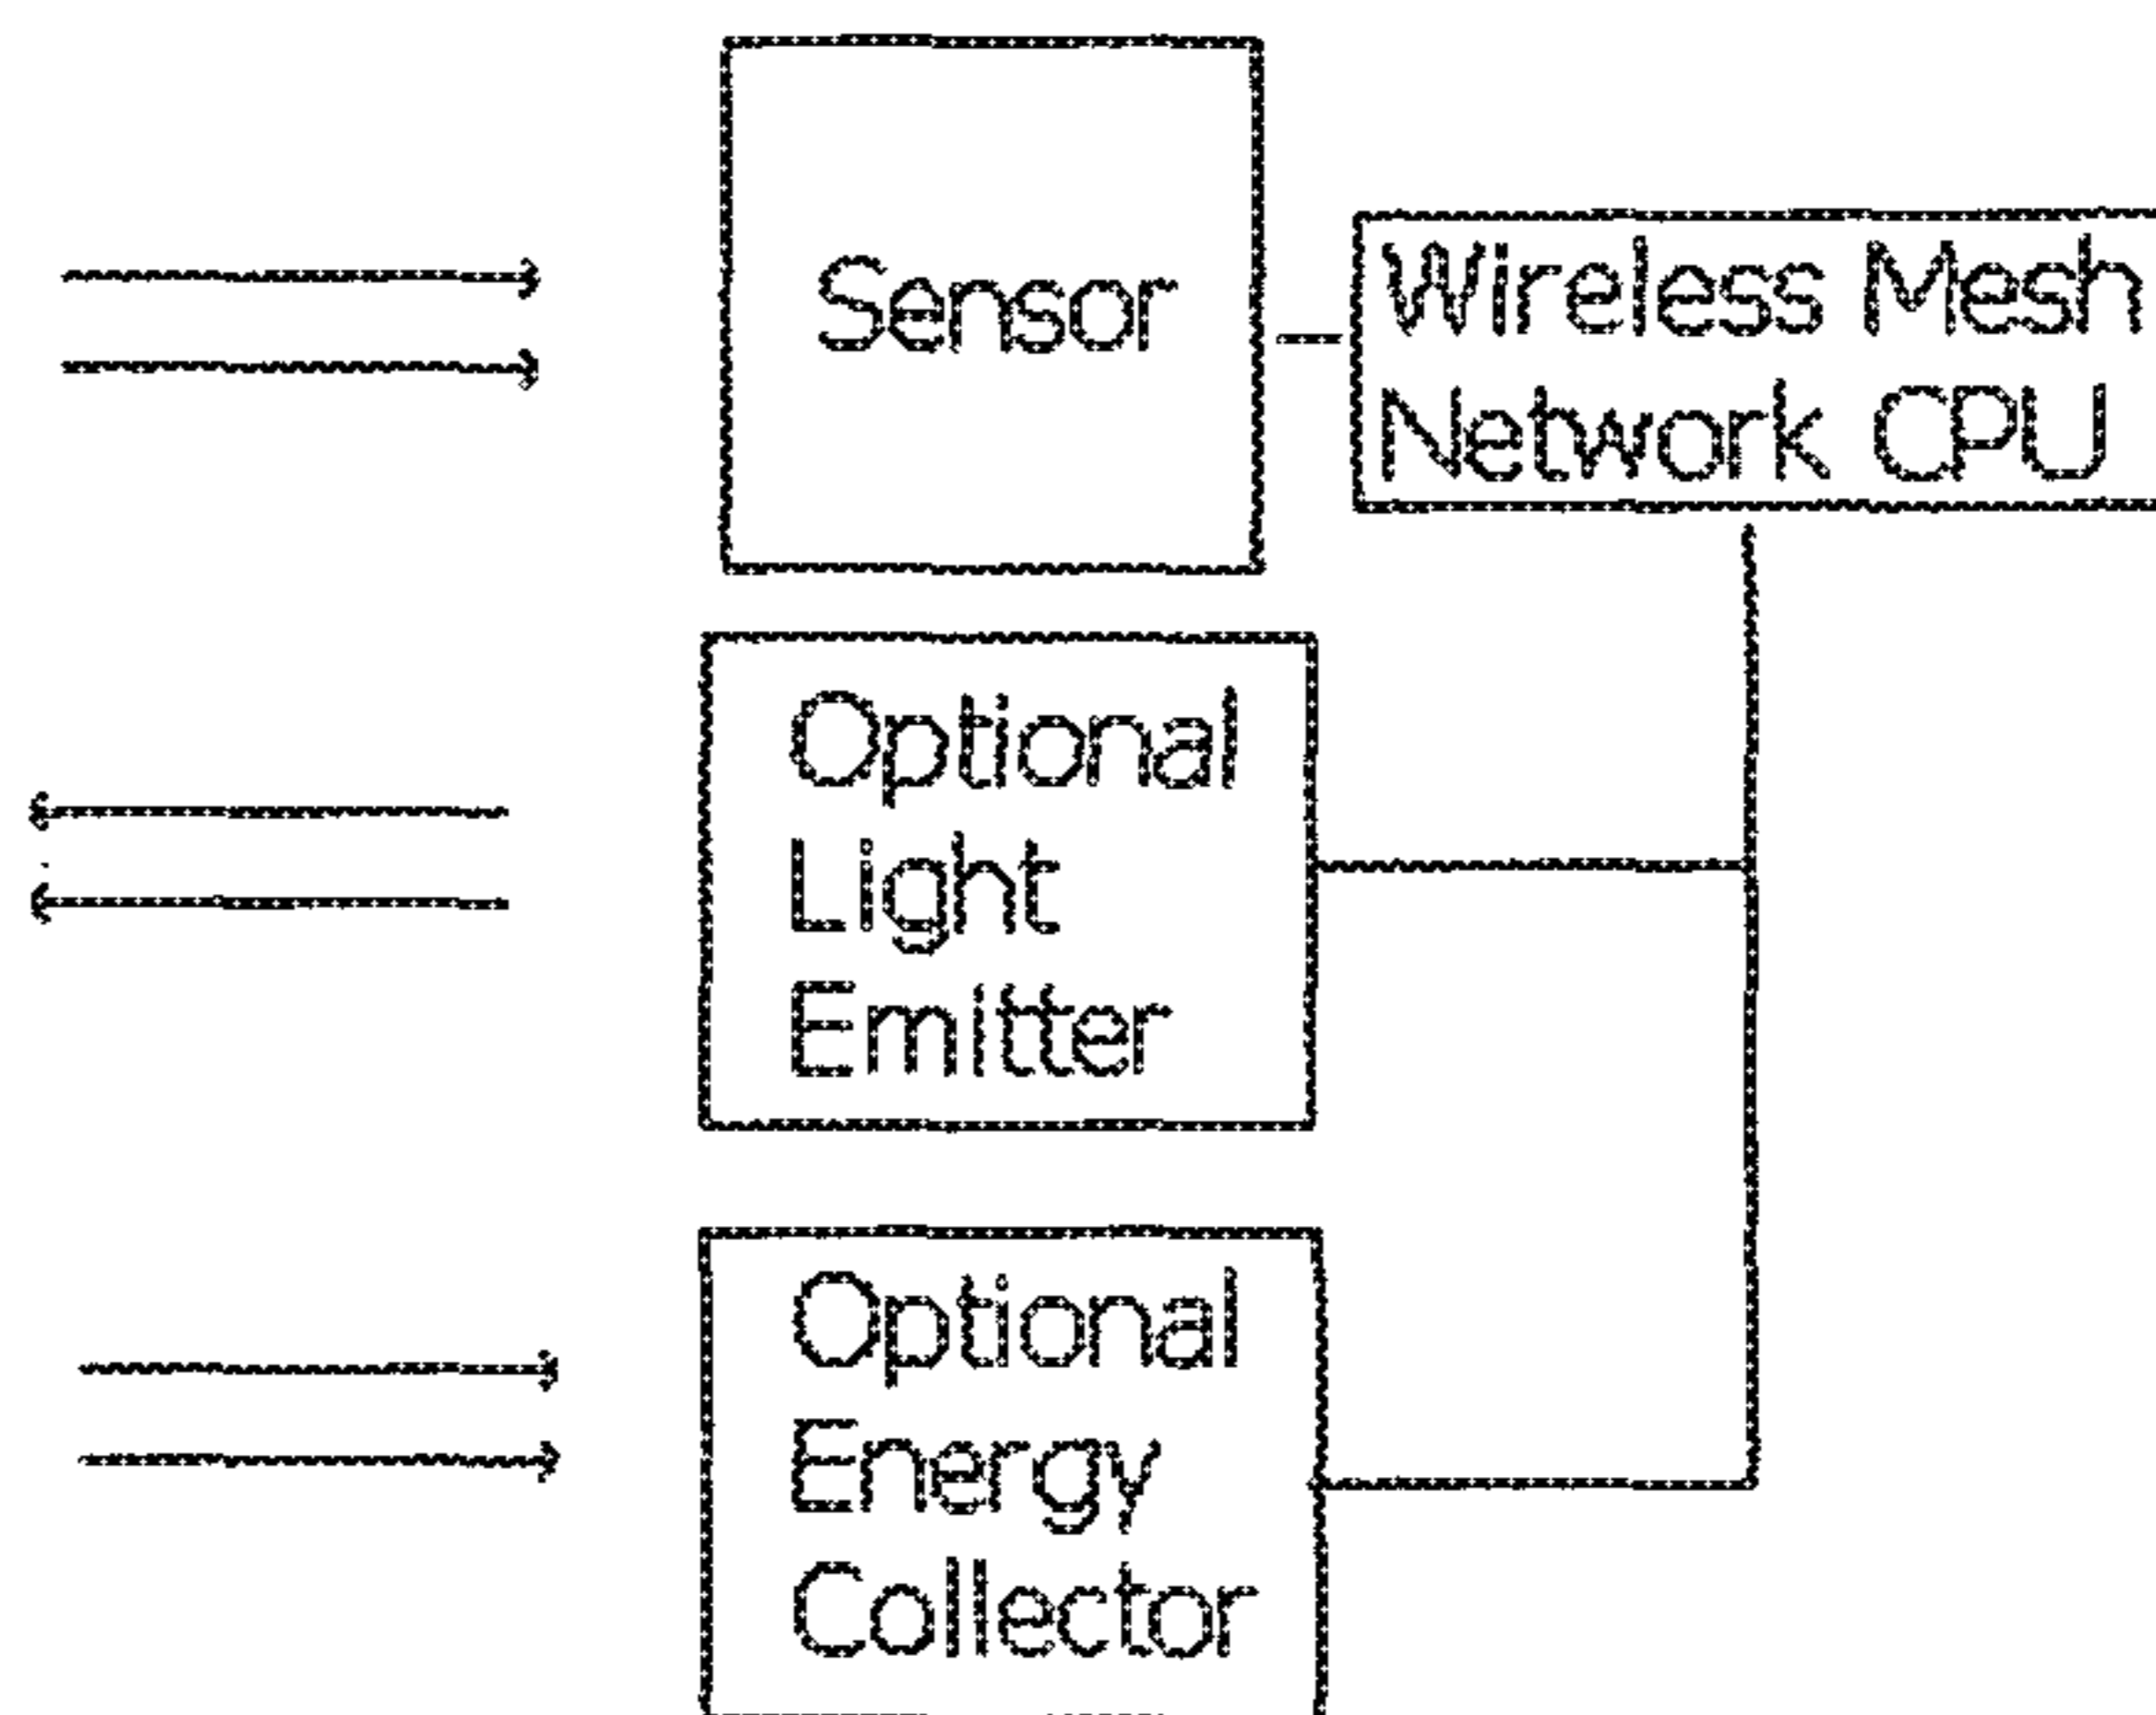 Sensor
Wireless Mesh
Network CPU
Optional
Light
Emitter
Optional
Energy
Collector